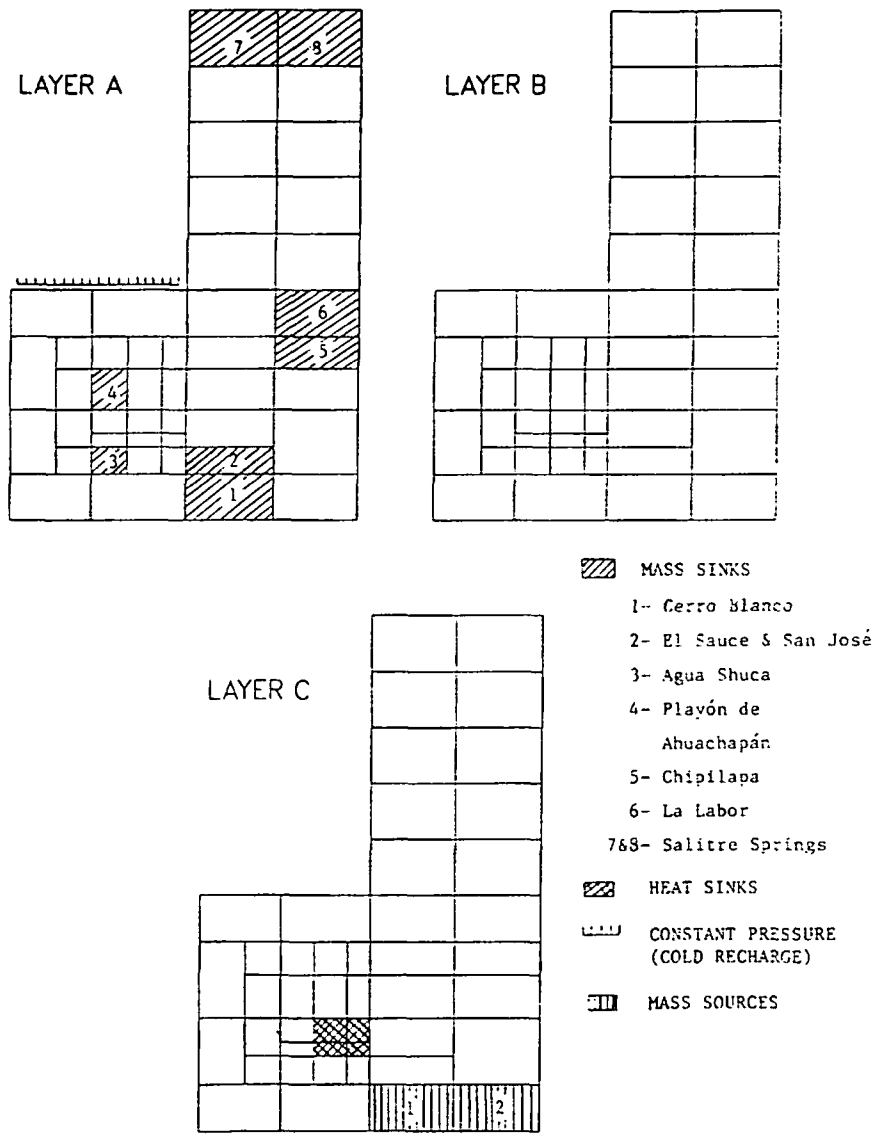 7 8
LAYER A
LAYER B
6
5
4
3
2
1
MASS SINKS
1- Cerro Blanco
2- El Sauce & San José
3- Agua Shuca
4- Playón de
Ahuachapán
5- Chipilapa
6- La Labor
7&8- Salitre Springs
LAYER C
HEAT SINKS
CONSTANT PRESSURE
(COLD RECHARGE)
MASS SOURCES
1 2